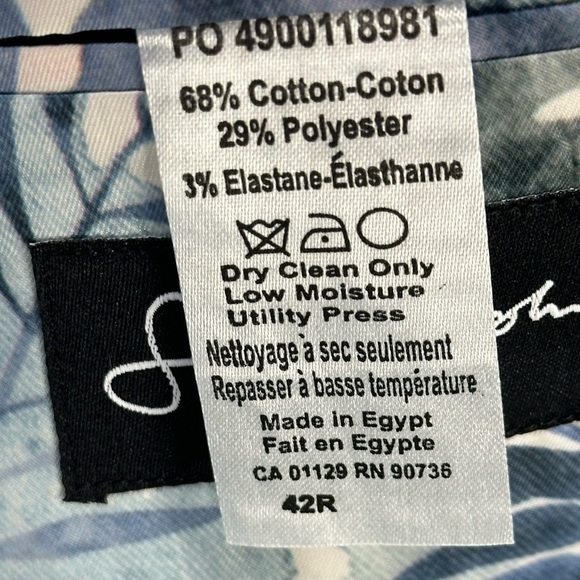 PO 4900118981
68% Cotton-Coton
29% Polyester
3% Elastane-Élasthanne
Dry Clean Only
Low Moisture
Utility Press
Nettoyage à sec seulement
Repasser à basse température
Made in Egypt
Fait en Egypte
CA 01129 RN 90736
42R